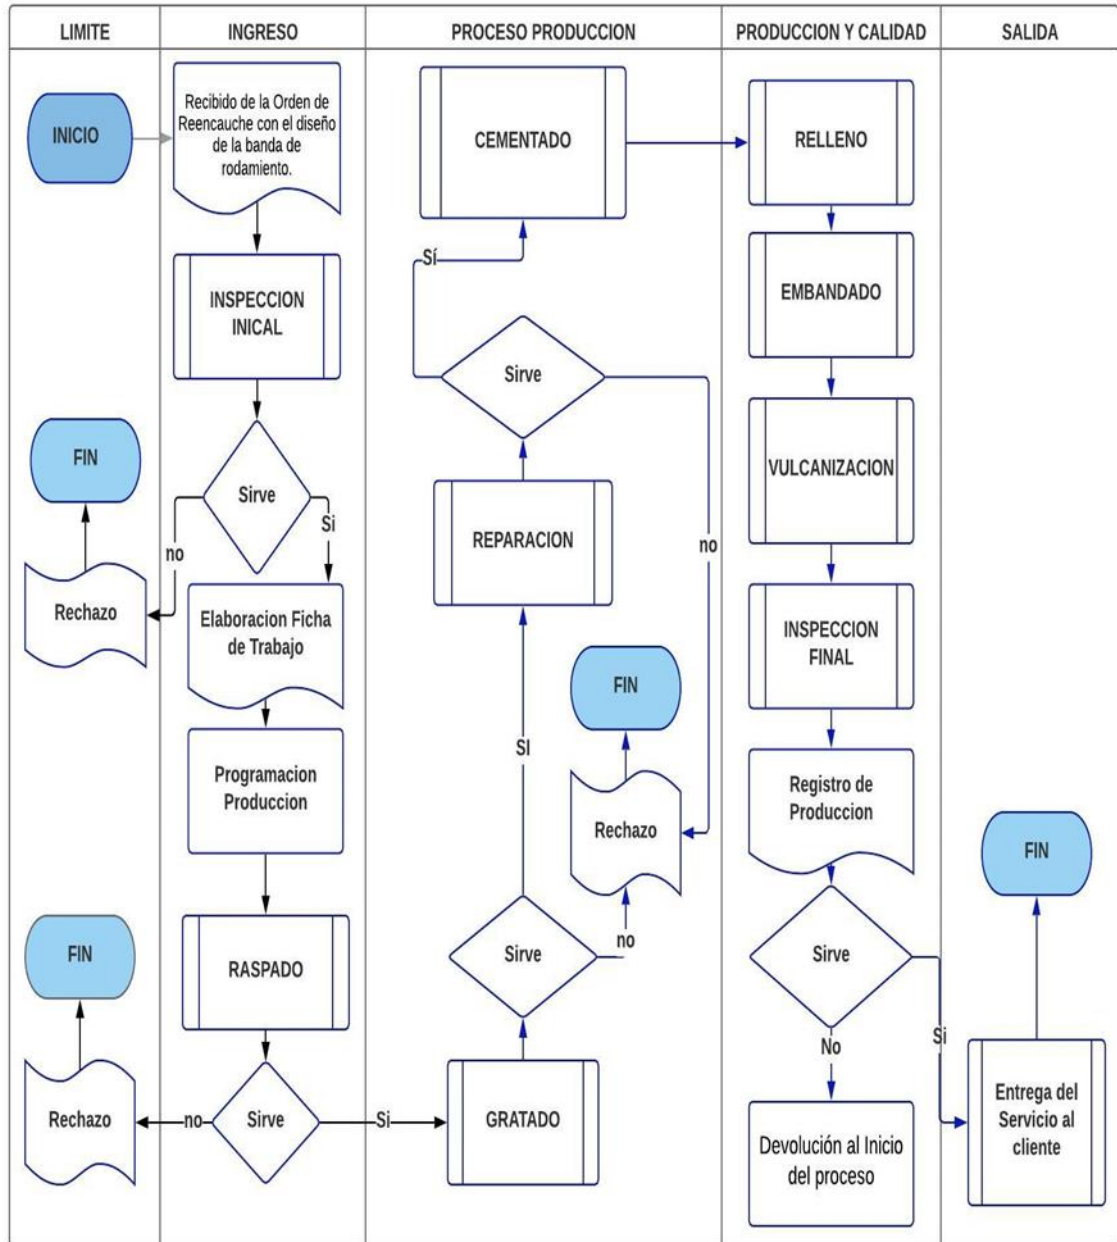 LIMITE
INGRESO
PROCESO PRODUCCION
PRODUCCION Y CALIDAD
SALIDA
INICIO
Recibido de la Orden de
Reencauche con el diseño
de la banda de
rodamiento.
INSPECCION
INICAL
Sirve
no
Si
Rechazo
FIN
Elaboracion Ficha
de Trabajo
Programacion
Produccion
RASPADO
Sirve
no
Si
Rechazo
FIN
GRATADO
Sirve
no
SI
Rechazo
FIN
REPARACION
Sirve
no
Sí
CEMENTADO
RELLENO
EMBANDADO
VULCANIZACION
INSPECCION
FINAL
Registro de
Produccion
Sirve
No
Si
Devolución al Inicio
del proceso
Entrega del
Servicio al
cliente
FIN